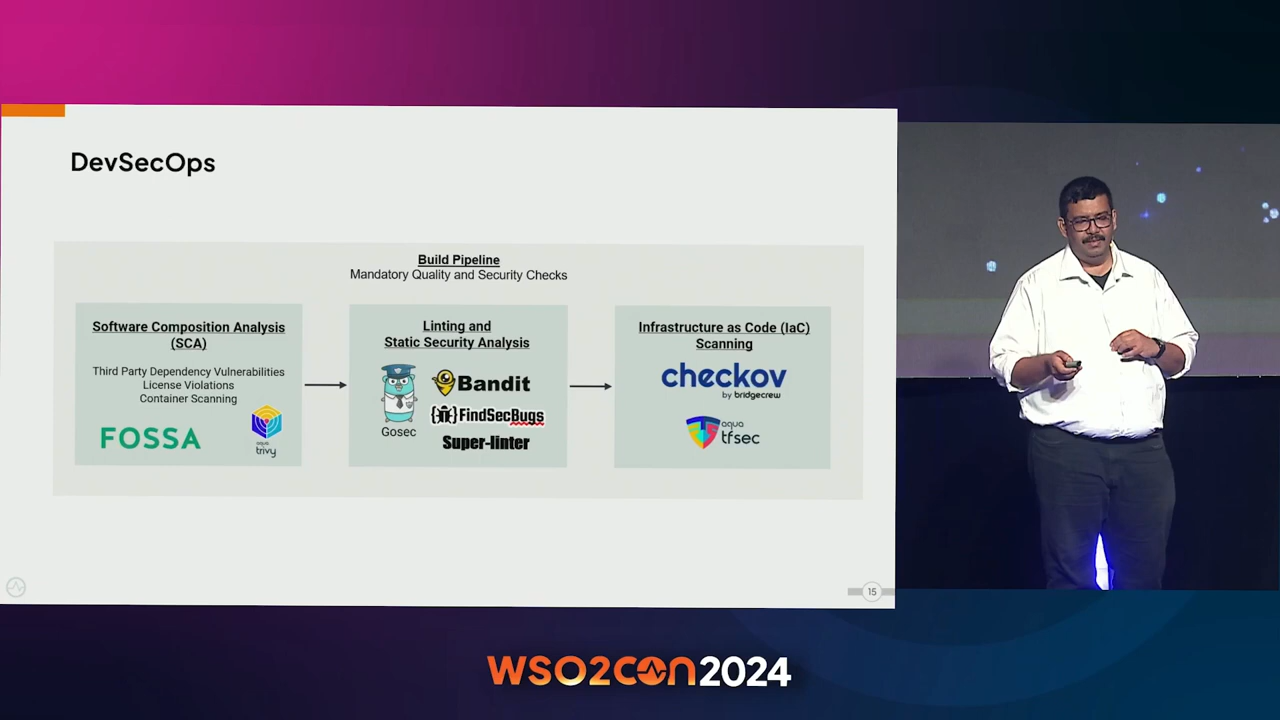 DevSecOps
Build Pipeline
Mandatory Quality and Security Checks
Software Composition Analysis
(SCA)
Third Party Dependency Vulnerabilities
License Violations
Container Scanning
FOSSA
aqua
trivy
Linting and
Static Security Analysis
Gosec
Bandit
FindSecBugs
Super-linter
Infrastructure as Code (IaC)
Scanning
checkov
by bridgecrew
aqua
tfsec
15
WSO2CON2024